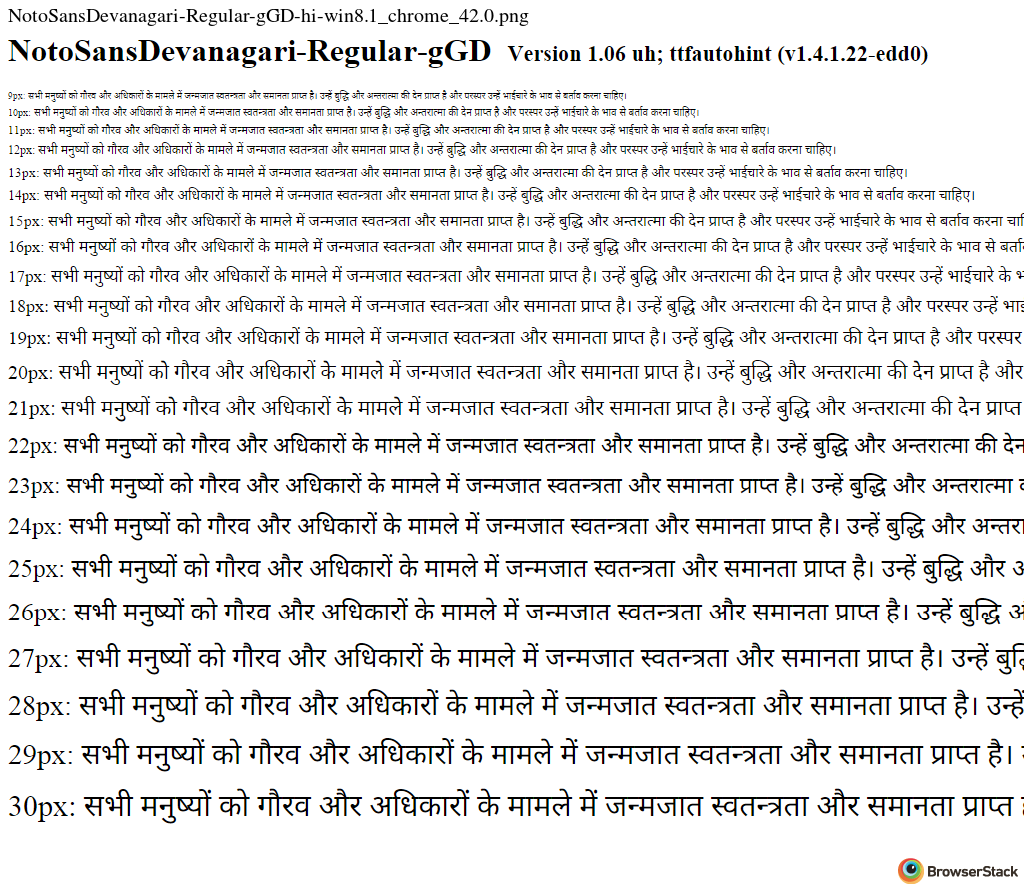 NotoSansDevanagari-Regular-gGD-hi-win8.1_chrome_42.0.png
NotoSansDevanagari-Regular-gGD Version 1.06 uh; ttfautohint (v1.4.1.22-edd0)
9px: सभी मनुष्यों को गौरव और अधिकारों के मामले में जन्मजात स्वतन्त्रता और समानता प्राप्त है। उन्हें बुद्धि और अन्तरात्मा की देन प्राप्त है और परस्पर उन्हें भाईचारे के भाव से बर्ताव करना चाहिए।
10px: सभी मनुष्यों को गौरव और अधिकारों के मामले में जन्मजात स्वतन्त्रता और समानता प्राप्त है। उन्हें बुद्धि और अन्तरात्मा की देन प्राप्त है और परस्पर उन्हें भाईचारे के भाव से बर्ताव करना चाहिए।
11px: सभी मनुष्यों को गौरव और अधिकारों के मामले में जन्मजात स्वतन्त्रता और समानता प्राप्त है। उन्हें बुद्धि और अन्तरात्मा की देन प्राप्त है और परस्पर उन्हें भाईचारे के भाव से बर्ताव करना चाहिए।
12px: सभी मनुष्यों को गौरव और अधिकारों के मामले में जन्मजात स्वतन्त्रता और समानता प्राप्त है। उन्हें बुद्धि और अन्तरात्मा की देन प्राप्त है और परस्पर उन्हें भाईचारे के भाव से बर्ताव करना चाहिए।
13px: सभी मनुष्यों को गौरव और अधिकारों के मामले में जन्मजात स्वतन्त्रता और समानता प्राप्त है। उन्हें बुद्धि और अन्तरात्मा की देन प्राप्त है और परस्पर उन्हें भाईचारे के भाव से बर्ताव करना चाहिए।
14px: सभी मनुष्यों को गौरव और अधिकारों के मामले में जन्मजात स्वतन्त्रता और समानता प्राप्त है। उन्हें बुद्धि और अन्तरात्मा की देन प्राप्त है और परस्पर उन्हें भाईचारे के भाव से बर्ताव करना चाहिए।
15px: सभी मनुष्यों को गौरव और अधिकारों के मामले में जन्मजात स्वतन्त्रता और समानता प्राप्त है। उन्हें बुद्धि और अन्तरात्मा की देन प्राप्त है और परस्पर उन्हें भाईचारे के भाव से बर्ताव करना
16px: सभी मनुष्यों को गौरव और अधिकारों के मामले में जन्मजात स्वतन्त्रता और समानता प्राप्त है। उन्हें बुद्धि और अन्तरात्मा की देन प्राप्त है और परस्पर उन्हें भाईचारे के भाव से
17px: सभी मनुष्यों को गौरव और अधिकारों के मामले में जन्मजात स्वतन्त्रता और समानता प्राप्त है। उन्हें बुद्धि और अन्तरात्मा की देन प्राप्त है और परस्पर उन्हें भाईचारे के
18px: सभी मनुष्यों को गौरव और अधिकारों के मामले में जन्मजात स्वतन्त्रता और समानता प्राप्त है। उन्हें बुद्धि और अन्तरात्मा की देन प्राप्त है और परस्पर उन्हें
19px: सभी मनुष्यों को गौरव और अधिकारों के मामले में जन्मजात स्वतन्त्रता और समानता प्राप्त है। उन्हें बुद्धि और अन्तरात्मा की देन प्राप्त है और परस्पर
20px: सभी मनुष्यों को गौरव और अधिकारों के मामले में जन्मजात स्वतन्त्रता और समानता प्राप्त है। उन्हें बुद्धि और अन्तरात्मा की देन प्राप्त है और
21px: सभी मनुष्यों को गौरव और अधिकारों के मामले में जन्मजात स्वतन्त्रता और समानता प्राप्त है। उन्हें बुद्धि और अन्तरात्मा की देन प्राप्त
22px: सभी मनुष्यों को गौरव और अधिकारों के मामले में जन्मजात स्वतन्त्रता और समानता प्राप्त है। उन्हें बुद्धि और अन्तरात्मा की देन
23px: सभी मनुष्यों को गौरव और अधिकारों के मामले में जन्मजात स्वतन्त्रता और समानता प्राप्त है। उन्हें बुद्धि और अन्तरात्मा
24px: सभी मनुष्यों को गौरव और अधिकारों के मामले में जन्मजात स्वतन्त्रता और समानता प्राप्त है। उन्हें बुद्धि और
25px: सभी मनुष्यों को गौरव और अधिकारों के मामले में जन्मजात स्वतन्त्रता और समानता प्राप्त है। उन्हें बुद्धि और
26px: सभी मनुष्यों को गौरव और अधिकारों के मामले में जन्मजात स्वतन्त्रता और समानता प्राप्त है। उन्हें बुद्धि
27px: सभी मनुष्यों को गौरव और अधिकारों के मामले में जन्मजात स्वतन्त्रता और समानता प्राप्त है। उन्हें
28px: सभी मनुष्यों को गौरव और अधिकारों के मामले में जन्मजात स्वतन्त्रता और समानता प्राप्त है। उन्हें
29px: सभी मनुष्यों को गौरव और अधिकारों के मामले में जन्मजात स्वतन्त्रता और समानता प्राप्त है।
30px: सभी मनुष्यों को गौरव और अधिकारों के मामले में जन्मजात स्वतन्त्रता और समानता प्राप्त
BrowserStack